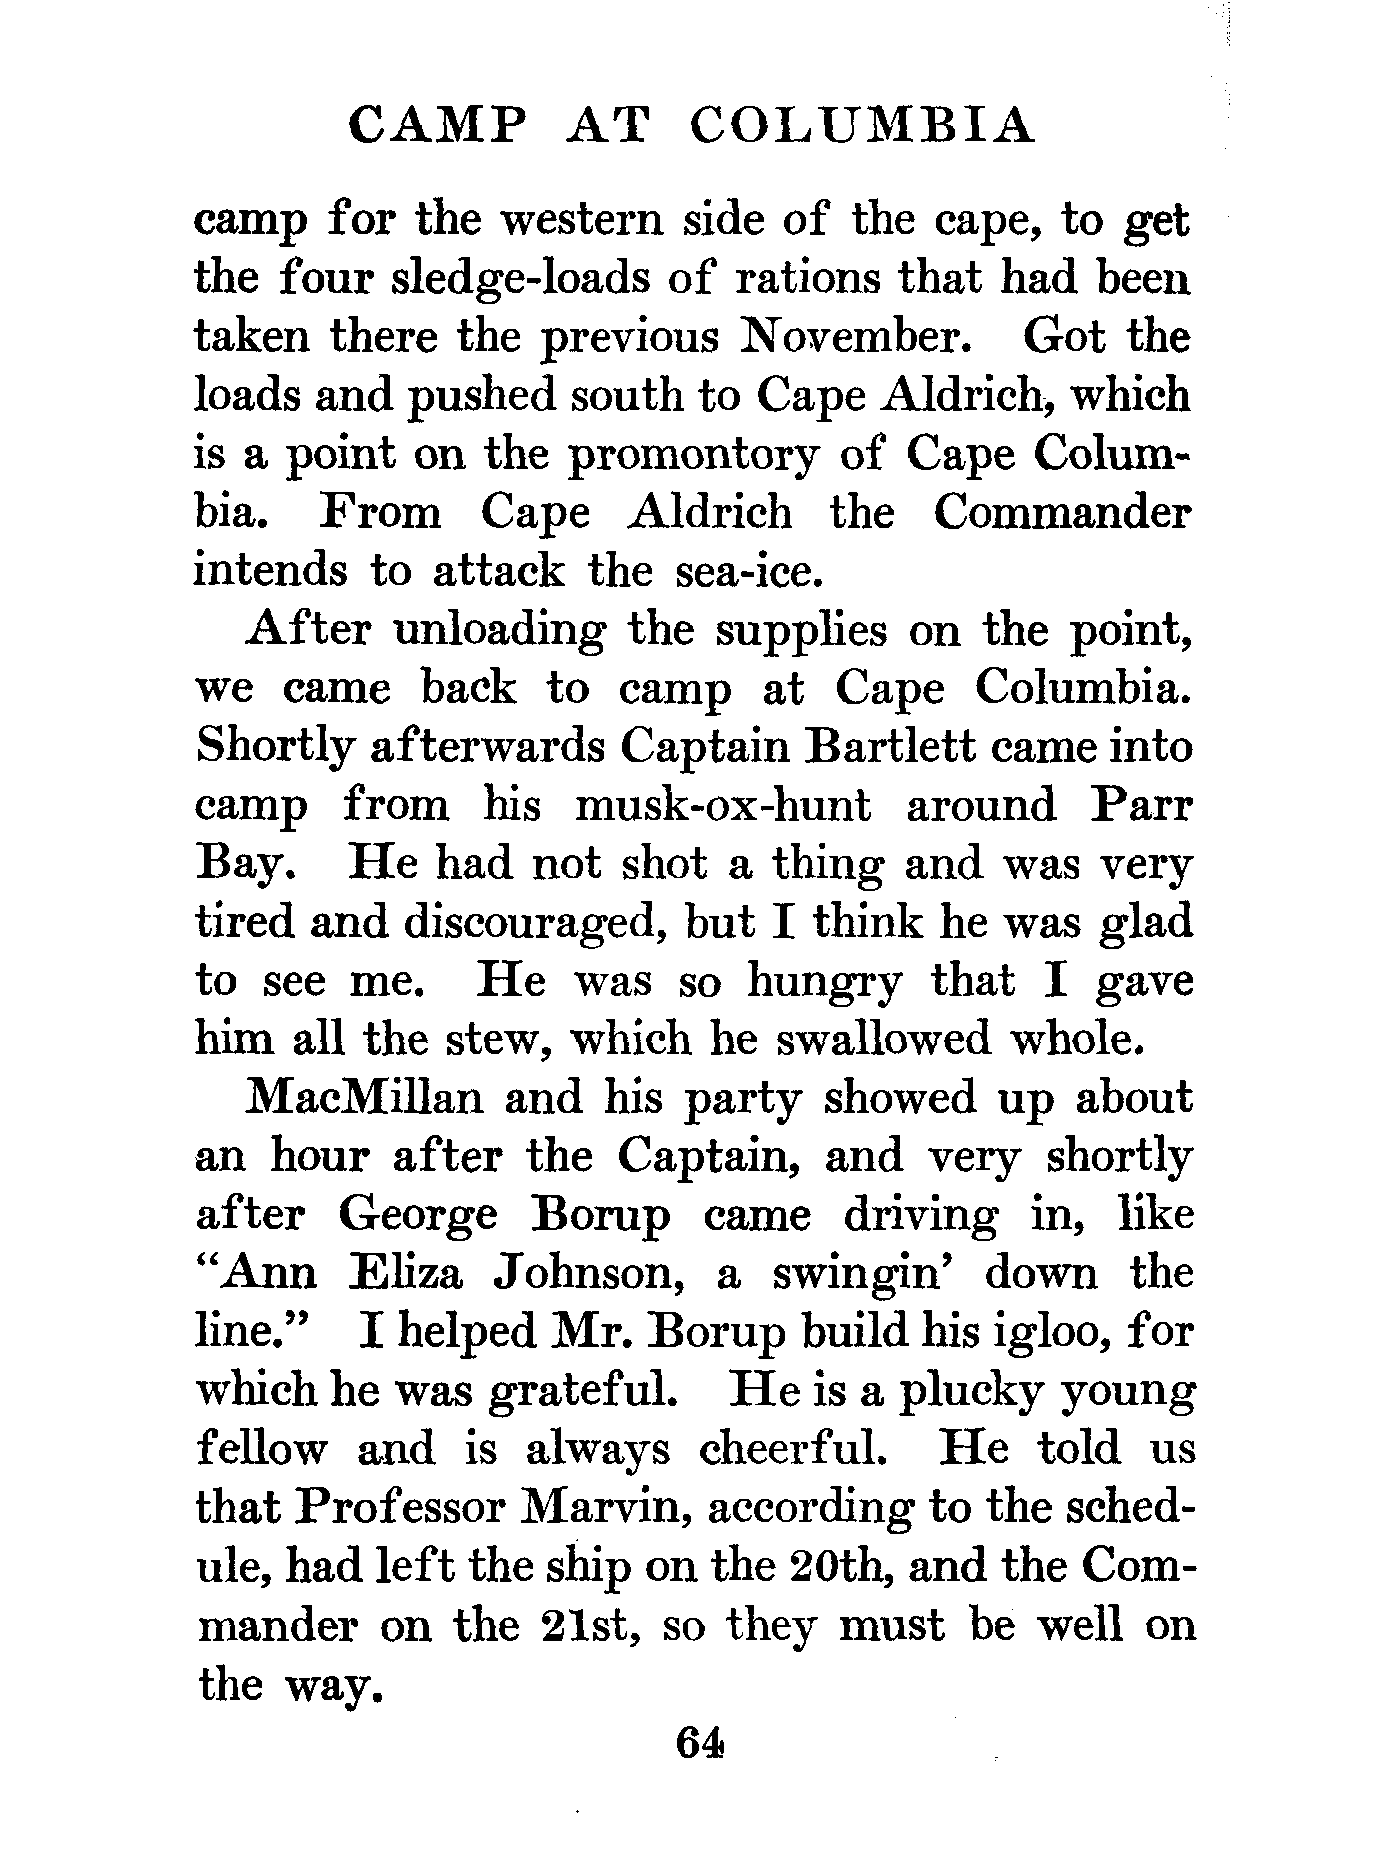 CAMP AT COLUMBIA
camp for the western side of the cape, to get
the four sledge-loads of rations that had been
taken there the previous November. Got the
loads and pushed south to Cape Aldrich, which
is a point on the promontory of Cape Colum-
bia. From Cape Aldrich the Commander
intends to attack the sea-ice.
After unloading the supplies on the point,
we came back to camp at Cape Columbia.
Shortly afterwards Captain Bartlett came into
camp from his musk-ox-hunt around Parr
Bay. He had not shot a thing and was very
tired and discouraged, but I think he was glad
to see me. He was so hungry that I gave
him all the stew, which he swallowed whole.
MacMillan and his party showed up about
an hour after the Captain, and very shortly
after George Borup came driving in, like
“Ann Eliza Johnson, a swingin’ down the
line.” I helped Mr. Borup build his igloo, for
which he was grateful. He is a plucky young
fellow and is always cheerful. He told us
that Professor Marvin, according to the sched-
ule, had left the ship on the 20th, and the Com-
mander on the 21st, so they must be well on
the way.
64